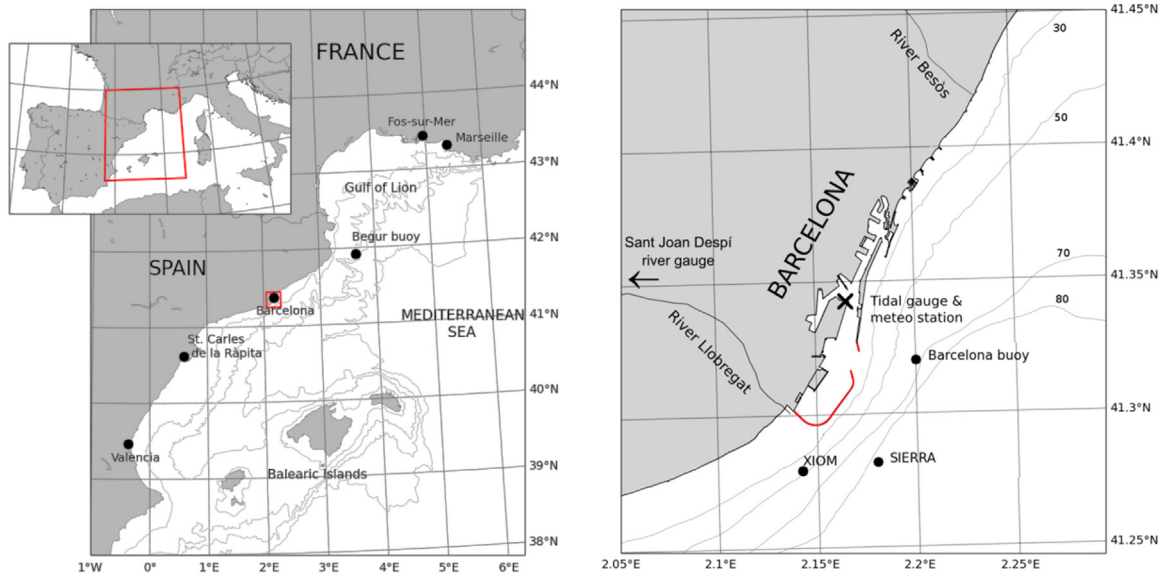 FRANCE
44°N
Fos-sur-Mer
Marseille
43°N
Gulf of Lion
Begur buoy
42°N
SPAIN
Barcelona
MEDITERRANEAN
SEA
41°N
St. Carles
de la Ràpita
40°N
Valencia
Balearic Islands
39°N
38°N
1°W
0°
1°E
2°E
3°E
4°E
5°E
6°E
41.45°N
30
River Besòs
50
41.4°N
BARCELONA
Sant Joan Despí
river gauge
70
41.35°N
Tidal gauge &
meteo station
80
River Llobregat
Barcelona buoy
41.3°N
XIOM
SIERRA
41.25°N
2.05°E
2.1°E
2.15°E
2.2°E
2.25°E